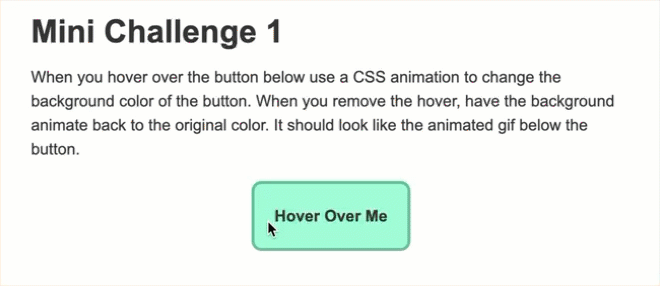 Mini Challenge 1
When you hover over the button below use a CSS animation to change the
background color of the button. When you remove the hover, have the background
animate back to the original color. It should look like the animated gif below the
button.
Hover Over Me